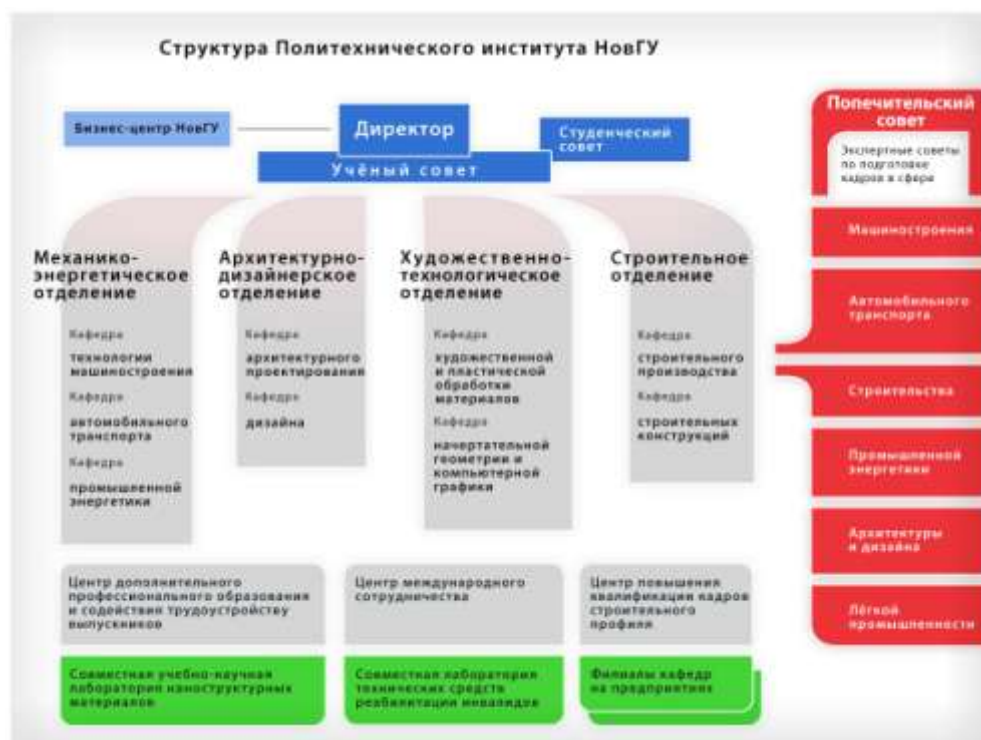 Структура Политехнического института НовГУ
Бизнес-центр НовГУ
Директор
Студенческий
совет
Учёный совет
Механико-
энергетическое
отделение
Кафедра
технологии
машиностроения
Кафедра
автомобильного
транспорта
Кафедра
промышленной
энергетики
Архитектурно-
дизайнерское
отделение
Кафедра
архитектурного
проектирования
Кафедра
дизайна
Художественно-
технологическое
отделение
Кафедра
художественной
и пластической
обработки
материалов
Кафедра
начертательной
геометрии и
компьютерной
графики
Строительное
отделение
Кафедра
строительного
производства
Кафедра
строительных
конструкций
Попечительский
совет
Экспертные советы
по подготовке
кадров в сфере
Машиностроения
Автомобильного
транспорта
Строительства
Промышленной
энергетики
Архитектуры
и дизайна
Лёгкой
промышленности
Центр дополнительного
профессионального образования
и содействия трудоустройству
выпускников
Центр международного
сотрудничества
Центр повышения
квалификации кадров
строительного
профиля
Совместная учебно-научная
лаборатория наноструктурных
материалов
Совместная лаборатория
технических средств
реабилитации инвалидов
Филиалы кафедр
на предприятиях